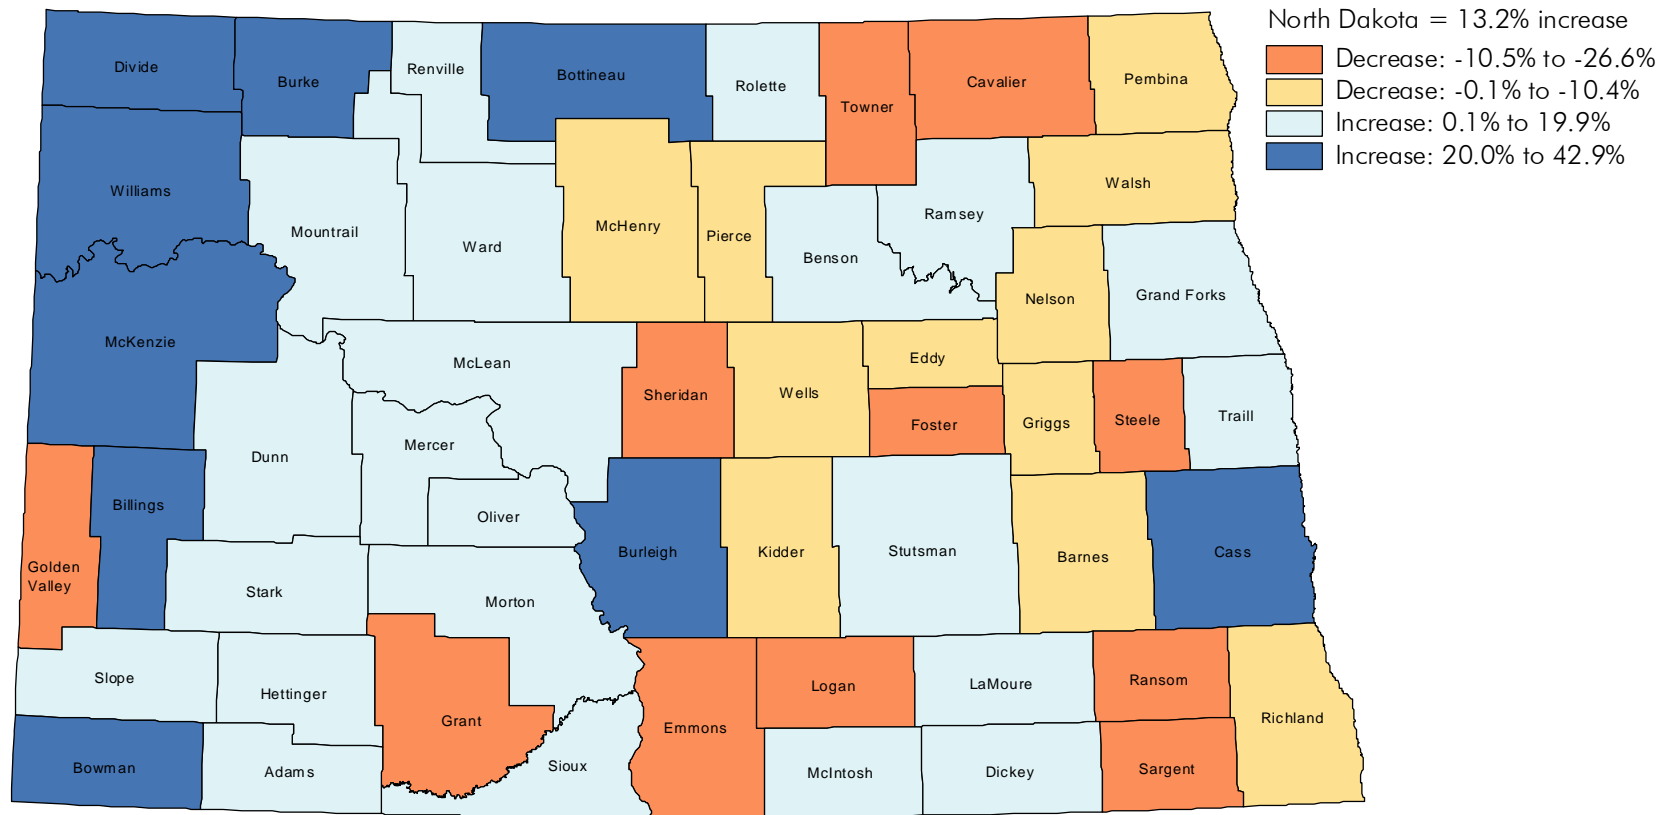 North Dakota = 13.2% increase
Decrease: -10.5% to -26.6%
Decrease: -0.1% to -10.4%
Increase: 0.1% to 19.9%
Increase: 20.0% to 42.9%
Divide
Burke
Renville
Bottineau
Rolette
Towner
Cavalier
Pembina
Williams
Mountrail
Ward
McHenry
Pierce
Benson
Ramsey
Walsh
Nelson
Grand Forks
McKenzie
McLean
Sheridan
Wells
Eddy
Foster
Griggs
Steele
Traill
Dunn
Mercer
Oliver
Billings
Golden
Valley
Stark
Morton
Burleigh
Kidder
Stutsman
Barnes
Cass
Slope
Hettinger
Grant
Emmons
Logan
LaMoure
Ransom
Richland
Bowman
Adams
Sioux
McIntosh
Dickey
Sargent